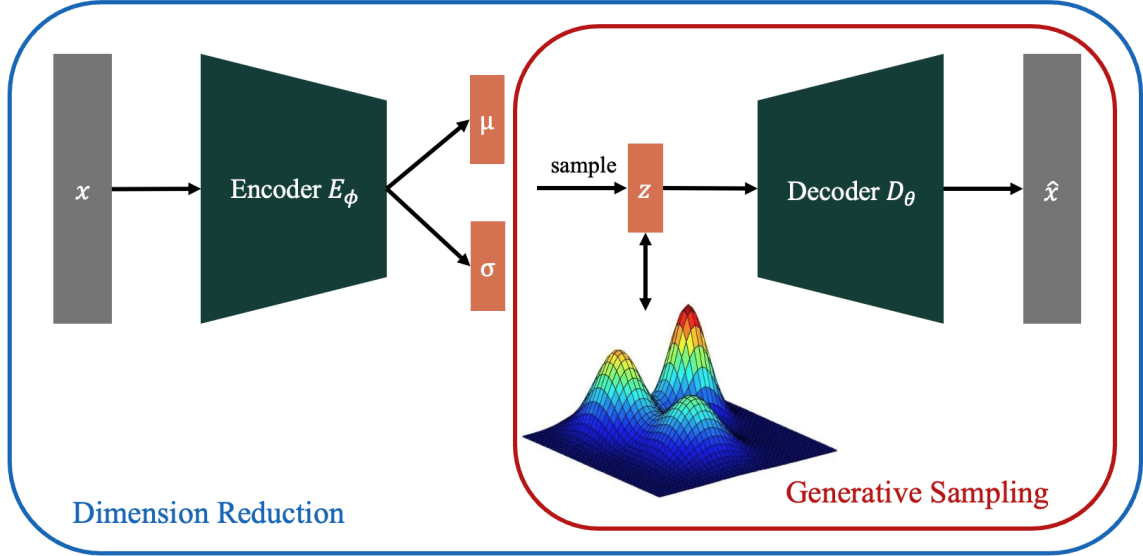 x
Encoder E_ϕ
μ
σ
sample
z
Decoder D_θ
x̂
Dimension Reduction
Generative Sampling